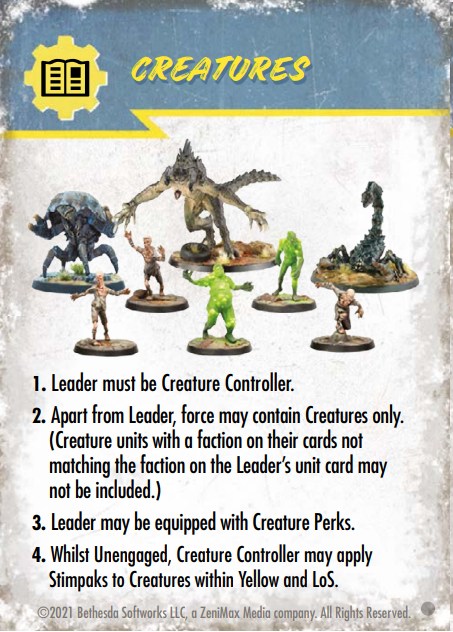 CREATURES
1. Leader must be Creature Controller.
2. Apart from Leader, force may contain Creatures only.
(Creature units with a faction on their cards not
matching the faction on the Leader's unit card may
not be included.)
3. Leader may be equipped with Creature Perks.
4. Whilst Unengaged, Creature Controller may apply
Stimpaks to Creatures within Yellow and LoS.
©2021 Bethesda Softworks LLC, a ZeniMax Media company. All Rights Reserved.